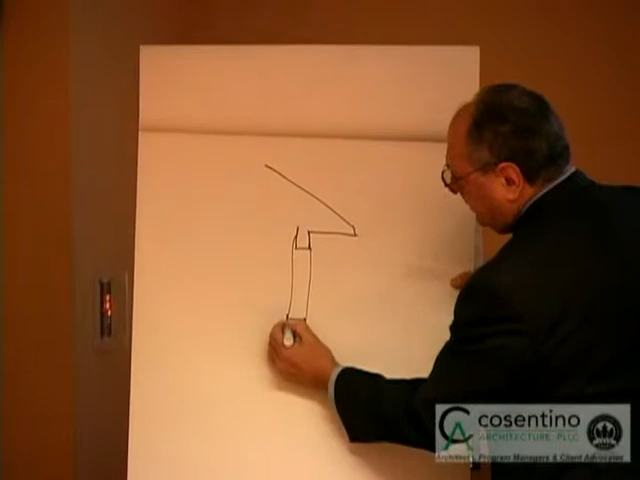 cosentino
ARCHITECTURE, PLLC
Architects, Program Managers & Client Advocates